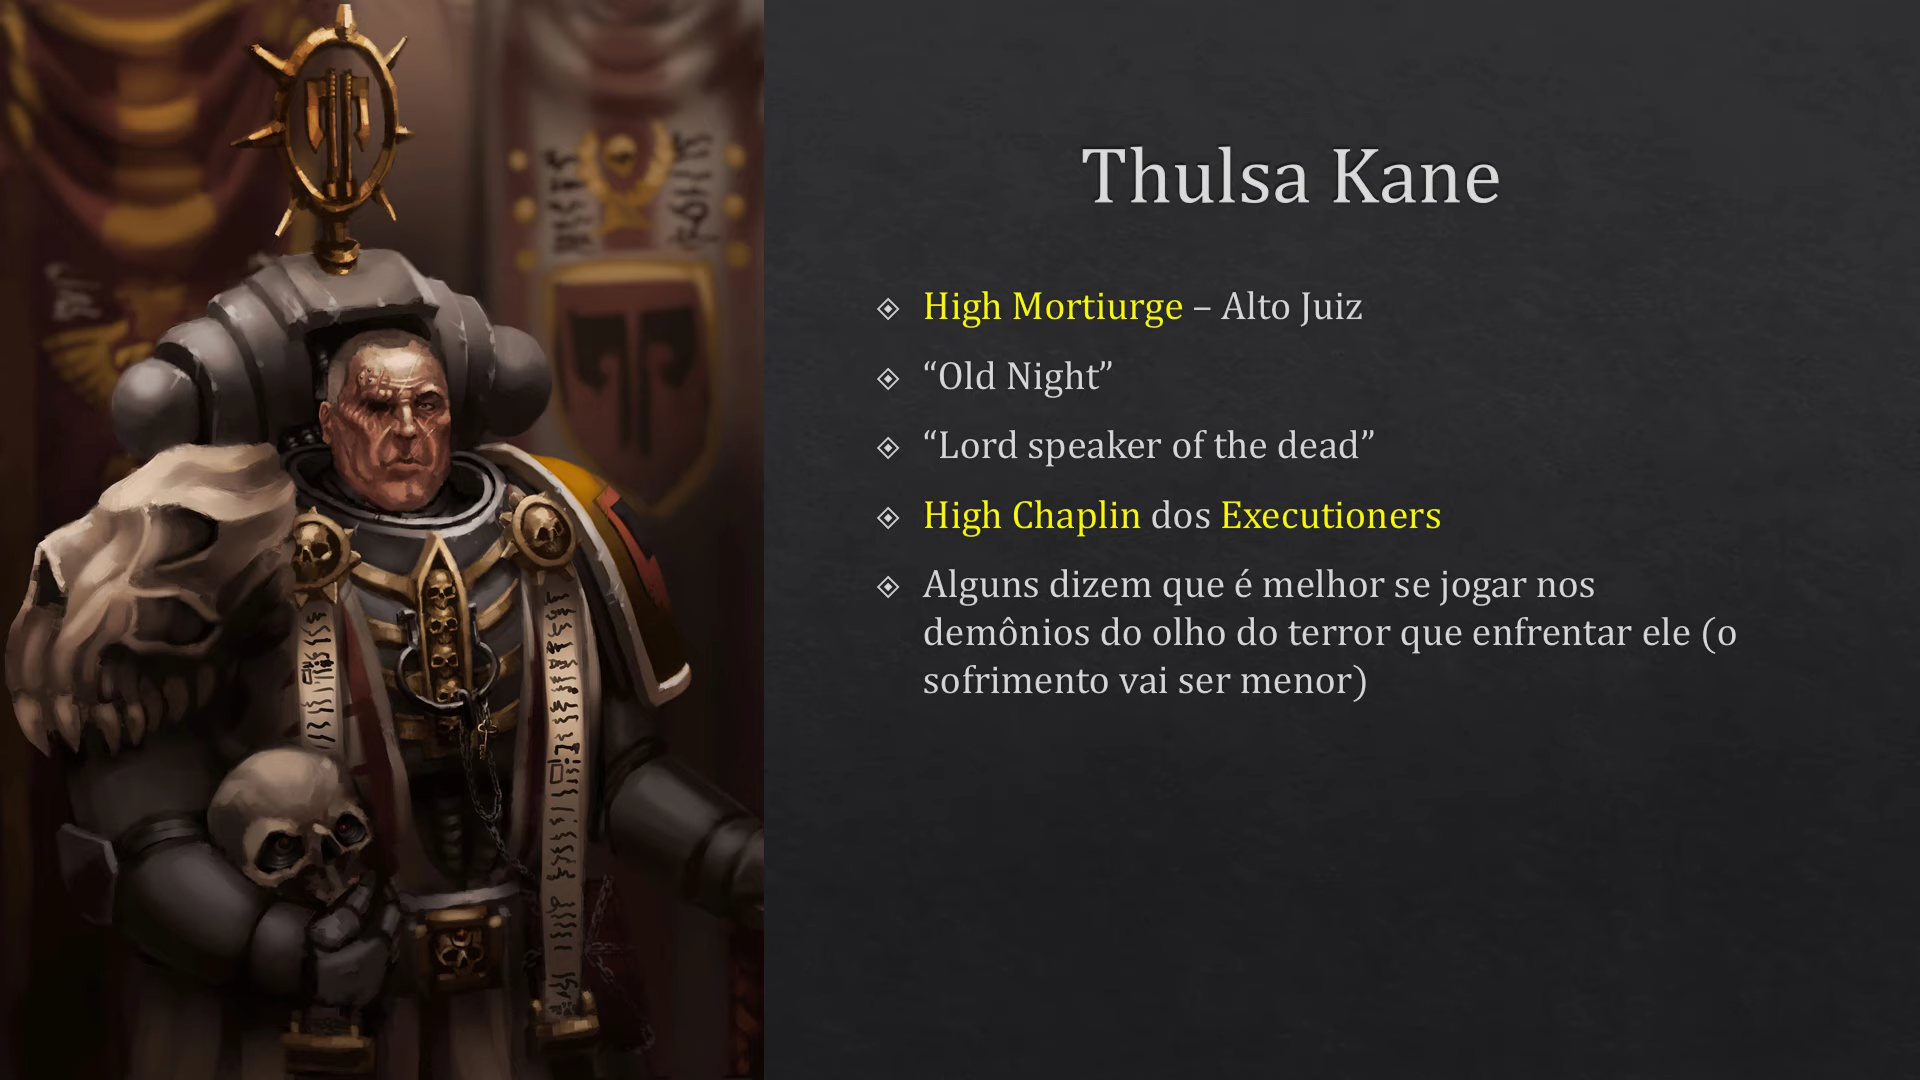 Thulsa Kane
High Mortiurge – Alto Juiz
“Old Night”
“Lord speaker of the dead”
High Chaplin dos Executioners
Alguns dizem que é melhor se jogar nos
demônios do olho do terror que enfrentar ele (o
sofrimento vai ser menor)